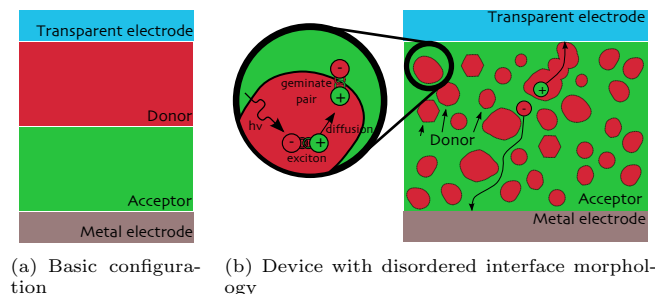 Transparent electrode
Donor
Acceptor
Metal electrode
(a) Basic configura-
tion
Transparent electrode
-
geminate
pair
+
hν
diffusion
- +
exciton
+
-
Donor
Acceptor
Metal electrode
(b) Device with disordered interface morphol-
ogy